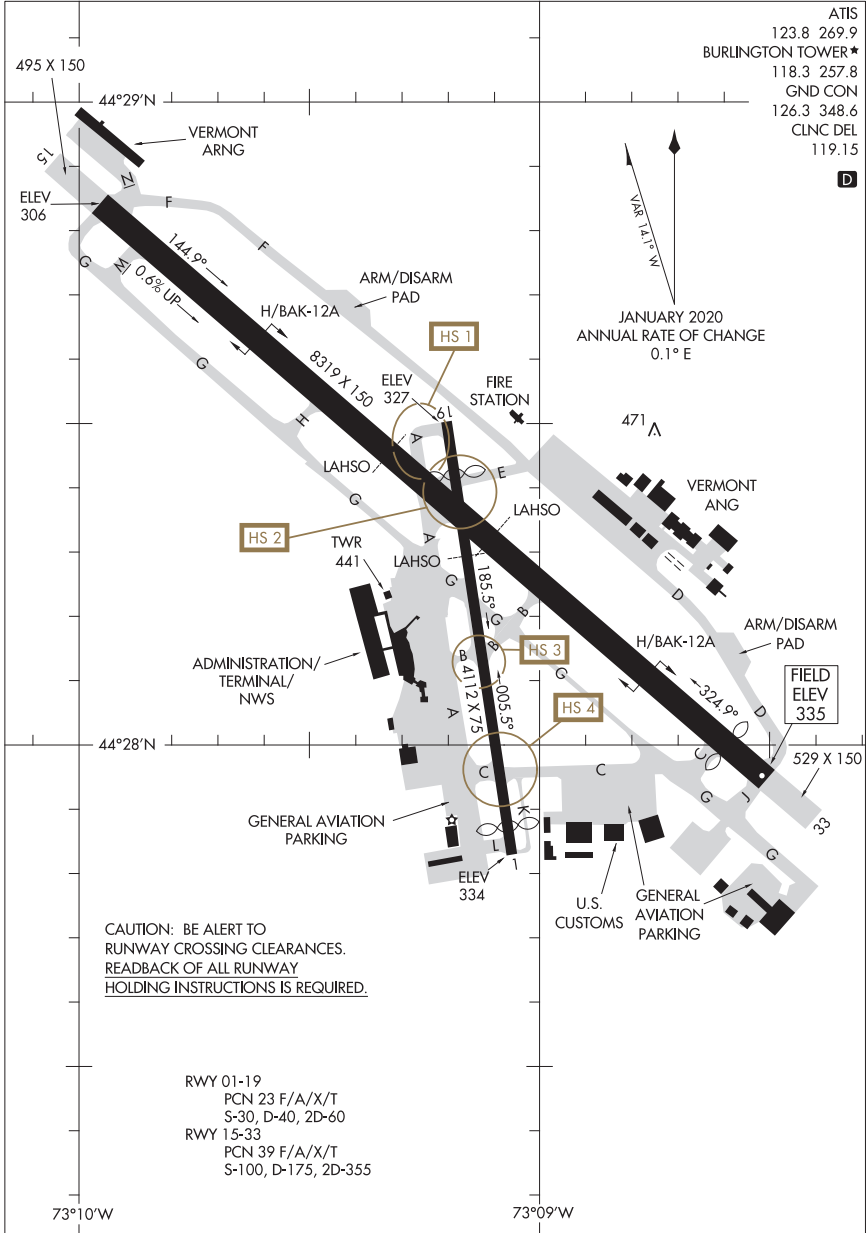 ATIS
123.8 269.9
BURLINGTON TOWER★
118.3 257.8
GND CON
126.3 348.6
CLNC DEL
119.15
D
495 X 150
44°29'N
VERMONT
ARNG
15
ELEV
306
N
F
F
G
M
144.9°
0.6% UP
VAR 14.1° W
JANUARY 2020
ANNUAL RATE OF CHANGE
0.1° E
ARM/DISARM
PAD
H/BAK-12A
HS 1
8319 X 150
ELEV
327
FIRE
STATION
19
471
G
H
A
LAHSO
E
VERMONT
ANG
G
HS 2
LAHSO
TWR
441
A
LAHSO
G
185.5°
D
G
B
B
B
HS 3
ARM/DISARM
PAD
H/BAK-12A
ADMINISTRATION/
TERMINAL/
NWS
4112 X 75
005.5°
G
FIELD
ELEV
335
324.9°
HS 4
A
D
44°28'N
C
C
J
529 X 150
G
J
33
K
GENERAL AVIATION
PARKING
L
1
G
ELEV
334
U.S.
CUSTOMS
GENERAL
AVIATION
PARKING
CAUTION: BE ALERT TO
RUNWAY CROSSING CLEARANCES.
READBACK OF ALL RUNWAY
HOLDING INSTRUCTIONS IS REQUIRED.
RWY 01-19
PCN 23 F/A/X/T
S-30, D-40, 2D-60
RWY 15-33
PCN 39 F/A/X/T
S-100, D-175, 2D-355
73°10'W
73°09'W